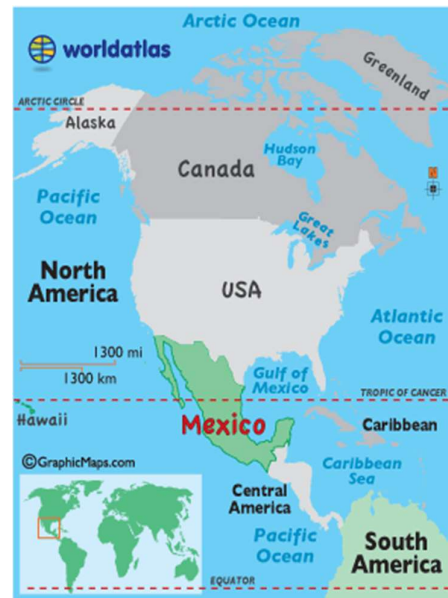 Arctic Ocean
worldatlas
Greenland
ARCTIC CIRCLE
Alaska
Hudson
Bay
Canada
Pacific
Ocean
Great
Lakes
North
America
USA
Atlantic
Ocean
1300 mi
1300 km
Gulf of
Mexico
TROPIC OF CANCER
Hawaii
Mexico
Caribbean
©GraphicMaps.com
Caribbean
Sea
Central
America
Pacific
Ocean
South
America
EQUATOR